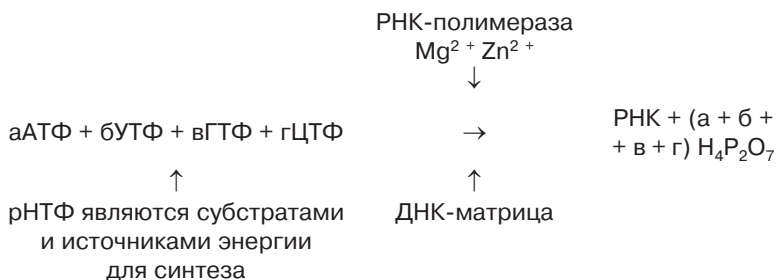 РНК-полимераза
Mg²⁺ Zn²⁺
↓
аАТФ + бУТФ + вГТФ + гЦТФ → РНК + (а + б +
+ в + г) H₄P₂O₇
↑ ↑
рНТФ являются субстратами ДНК-матрица
и источниками энергии
для синтеза